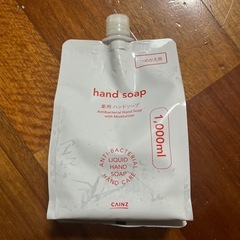 つめかえ用
hand soap
薬用ハンドソープ
Antibacterial Hand Soap
with Moisturizer
1,000ml
ANTI-BACTERIAL
LIQUID
HAND
SOAP
HAND CARE
CAINZ